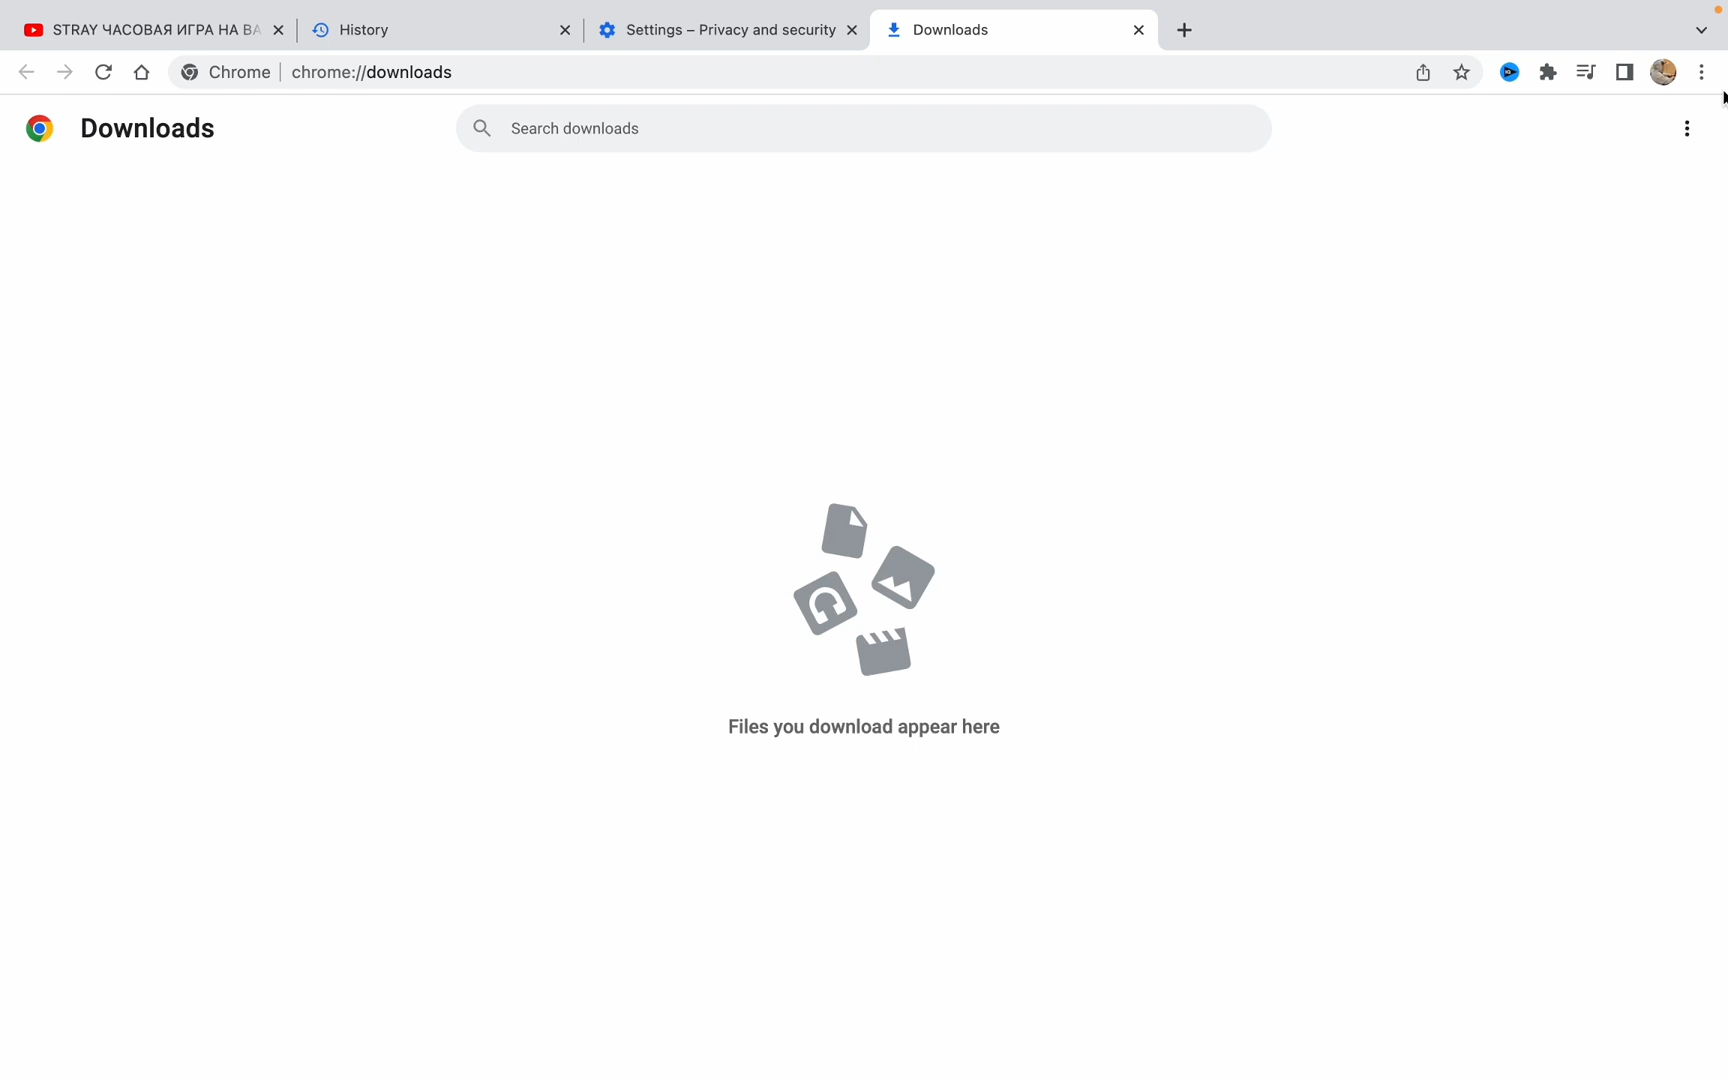 STRAY ЧАСОВАЯ ИГРА НА ВА
History
Settings – Privacy and security
Downloads
Chrome
chrome://downloads
Downloads
Search downloads
Files you download appear here